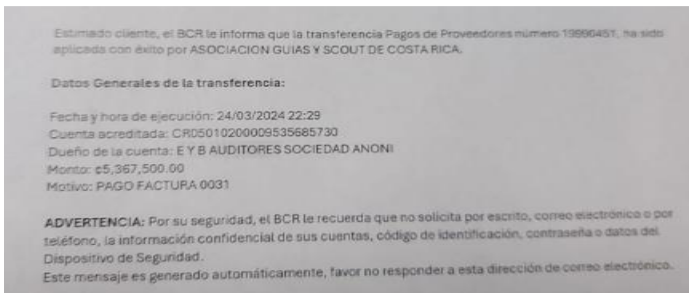 Estimado cliente, el BCR le informa que la transferencia Pagos de Proveedores número 19990451, ha sido
aplicada con éxito por ASOCIACION GUIAS Y SCOUT DE COSTA RICA.
Datos Generales de la transferencia:
Fecha y hora de ejecución: 24/03/2024 22:29
Cuenta acreditada: CR05010200009535685730
Dueño de la cuenta: E Y B AUDITORES SOCIEDAD ANONI
Monto: ¢5,367,500.00
Motivo: PAGO FACTURA 0031
ADVERTENCIA: Por su seguridad, el BCR le recuerda que no solicita por escrito, correo electrónico o por
teléfono, la información confidencial de sus cuentas, código de identificación, contraseña o datos del
Dispositivo de Seguridad.
Este mensaje es generado automáticamente, favor no responder a esta dirección de correo electrónico.